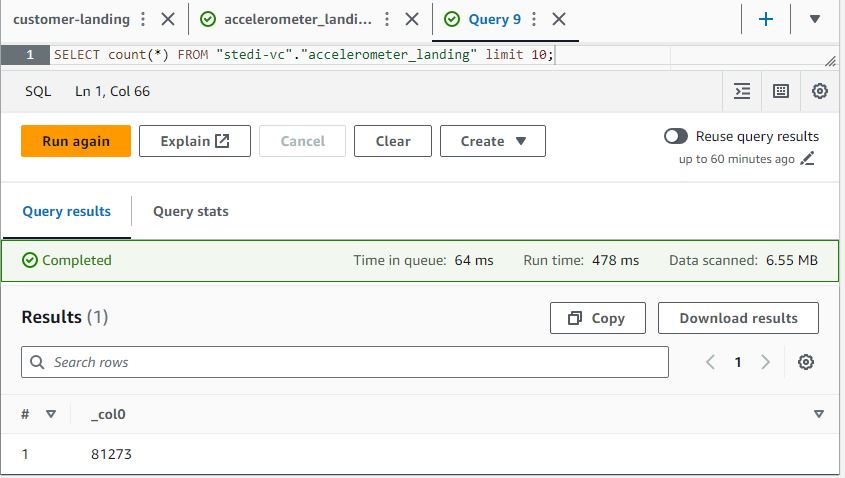 customer-landing accelerometer_landi... Query 9
1 SELECT count(*) FROM "stedi-vc"."accelerometer_landing" limit 10;
SQL Ln 1, Col 66
Run again Explain Cancel Clear Create Reuse query results
up to 60 minutes ago
Query results Query stats
Completed Time in queue: 64 ms Run time: 478 ms Data scanned: 6.55 MB
Results (1) Copy Download results
Search rows 1
# _col0
1 81273